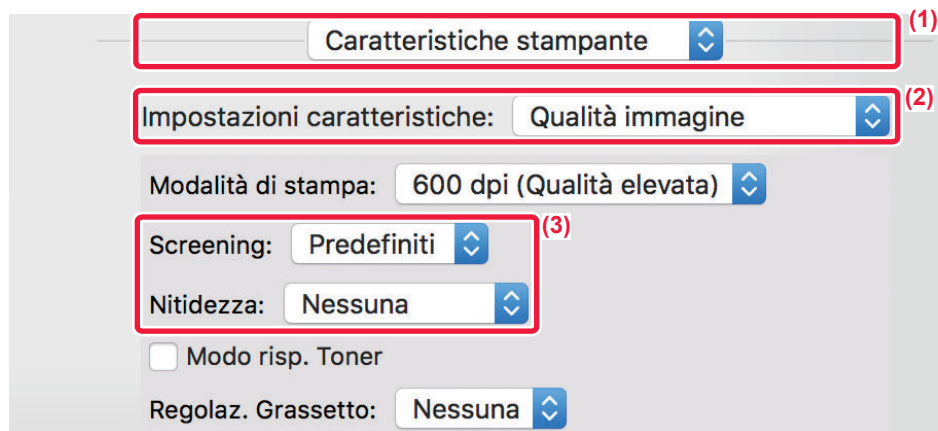 Caratteristiche stampante (1)
Impostazioni caratteristiche: Qualità immagine (2)
Modalità di stampa: 600 dpi (Qualità elevata)
Screening: Predefiniti (3)
Nitidezza: Nessuna
Modo risp. Toner
Regolaz. Grassetto: Nessuna